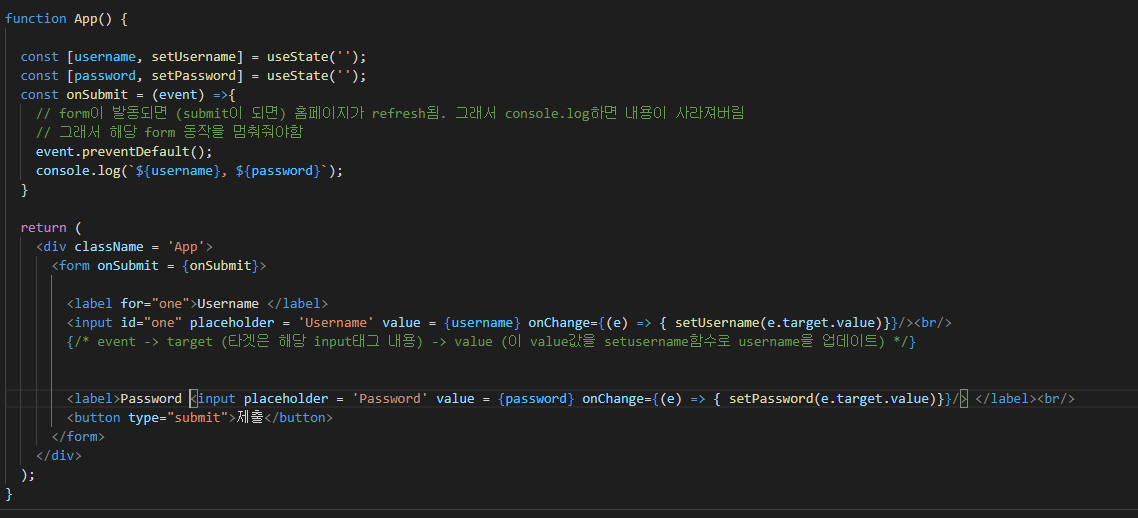 function App() {
const [username, setUsername] = useState('');
const [password, setPassword] = useState('');
const onSubmit = (event) =>{
// form이 발동되면 (submit이 되면) 홈페이지가 refresh됨. 그래서 console.log하면 내용이 사라져버림
// 그래서 해당 form 동작을 멈춰줘야함
event.preventDefault();
console.log(`${username}, ${password}`);
}
return (
<div className = 'App'>
<form onSubmit = {onSubmit}>
<label for="one">Username </label>
<input id="one" placeholder = 'Username' value = {username} onChange={(e) => { setUsername(e.target.value)}}/><br/>
{/* event -> target (타겟은 해당 input태그 내용) -> value (이 value값을 setusername함수로 username을 업데이트) */}
<label>Password <input placeholder = 'Password' value = {password} onChange={(e) => { setPassword(e.target.value)}}/> </label><br/>
<button type="submit">제출</button>
</form>
</div>
);
}